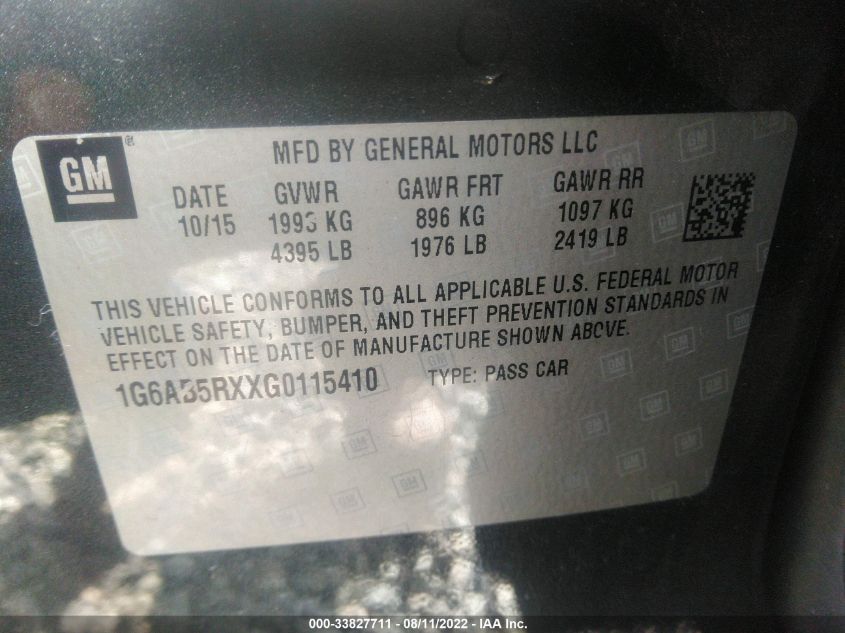 GM
MFD BY GENERAL MOTORS LLC
DATE GVWR GAWR FRT GAWR RR
10/15 1993 KG 896 KG 1097 KG
4395 LB 1976 LB 2419 LB
THIS VEHICLE CONFORMS TO ALL APPLICABLE U.S. FEDERAL MOTOR
VEHICLE SAFETY, BUMPER, AND THEFT PREVENTION STANDARDS IN
EFFECT ON THE DATE OF MANUFACTURE SHOWN ABOVE.
1G6AB5RXXG0115410 TYPE: PASS CAR
000-33827711 - 08/11/2022 - IAA Inc.